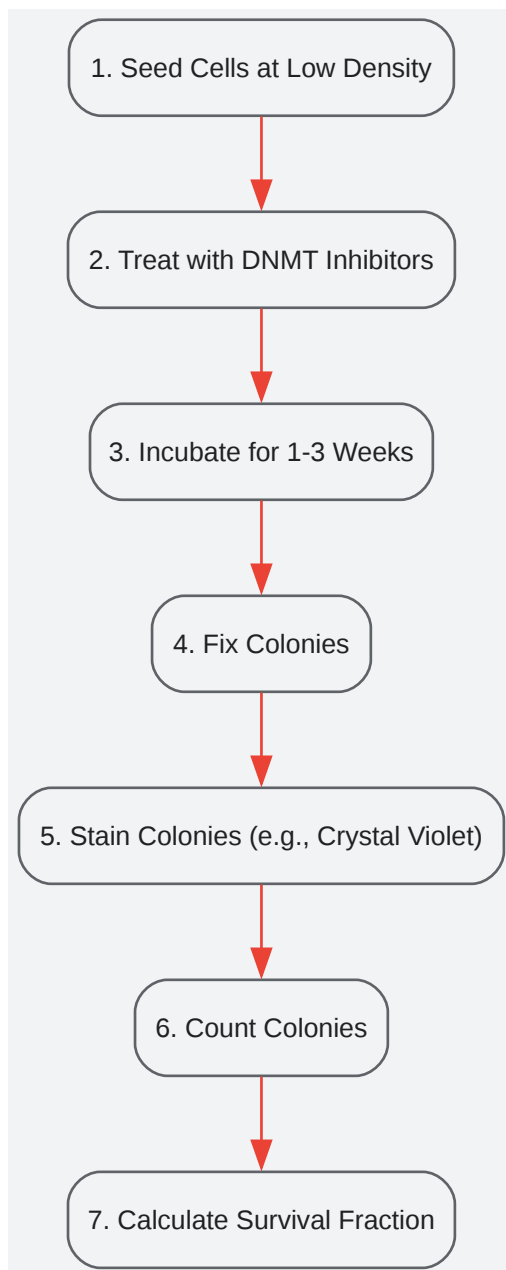 1. Seed Cells at Low Density
2. Treat with DNMT Inhibitors
3. Incubate for 1-3 Weeks
4. Fix Colonies
5. Stain Colonies (e.g., Crystal Violet)
6. Count Colonies
7. Calculate Survival Fraction